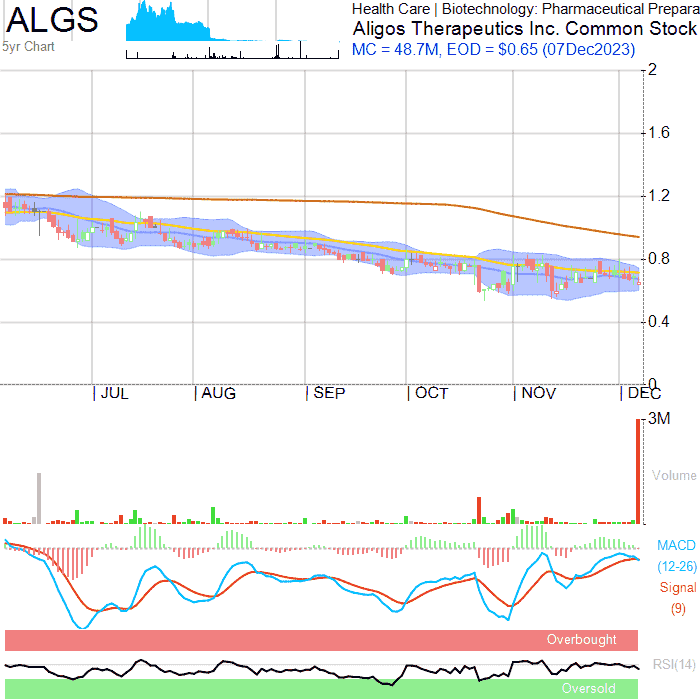 ALGS
5yr Chart
Health Care | Biotechnology: Pharmaceutical Prepara
Aligos Therapeutics Inc. Common Stock
MC = 48.7M, EOD = $0.65 (07Dec2023)
2
1.6
1.2
0.8
0.4
0
JUL AUG SEP OCT NOV DEC
3M
Volume
MACD
(12-26)
Signal
(9)
Overbought
RSI(14)
Oversold